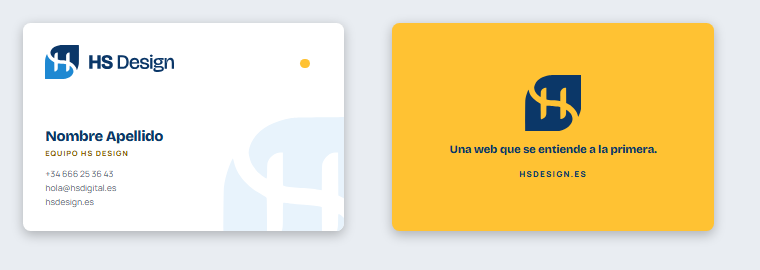 HS Design
Nombre Apellido
EQUIPO HS DESIGN
+34 666 25 36 43
hola@hsdigital.es
hsdesign.es
Una web que se entiende a la primera.
HSDESIGN.ES